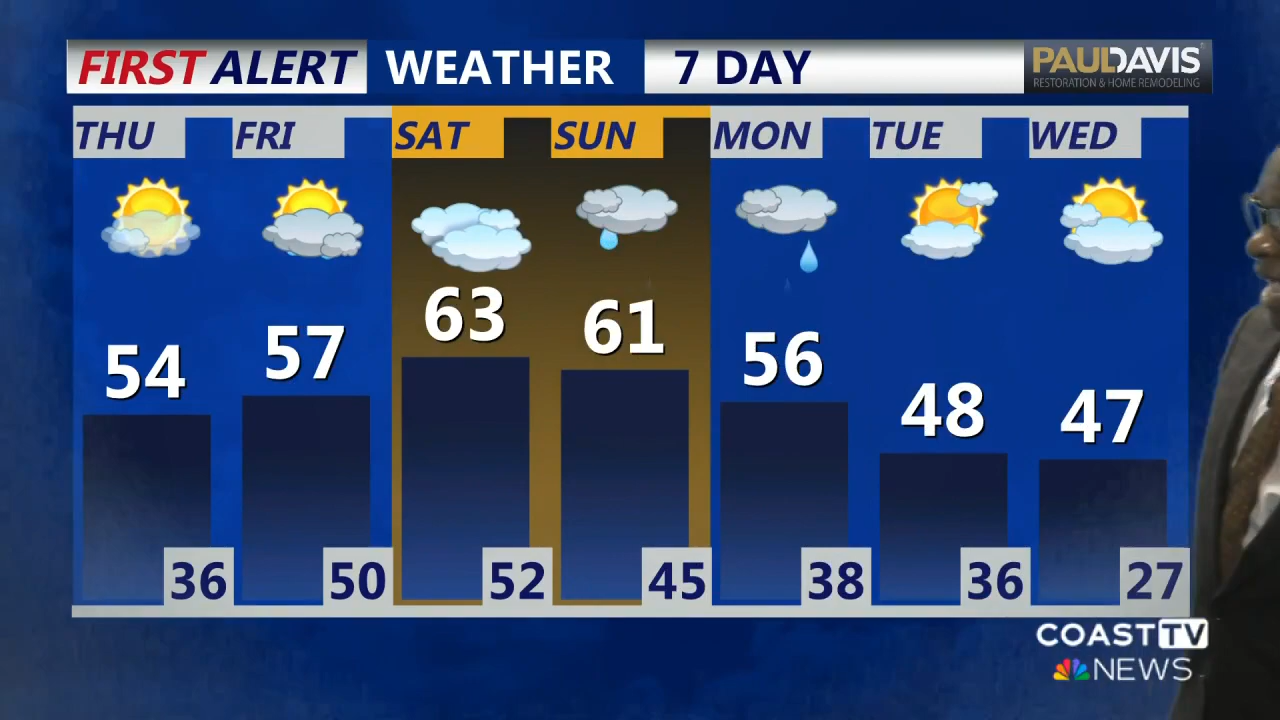 FIRST ALERT WEATHER 7 DAY
PAUL DAVIS
RESTORATION & HOME REMODELING
THU FRI SAT SUN MON TUE WED
54 57 63 61 56 48 47
36 50 52 45 38 36 27
COAST TV
NEWS